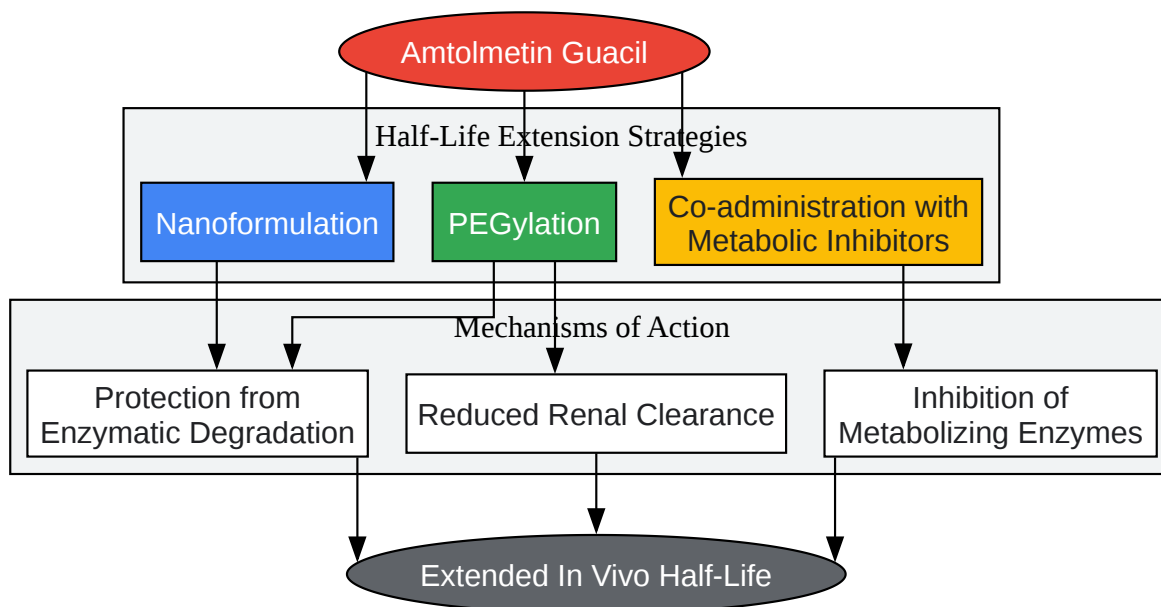 Amtolmetin Guacil
Half-Life Extension Strategies
Nanoformulation
PEGylation
Co-administration with
Metabolic Inhibitors
Mechanisms of Action
Protection from
Enzymatic Degradation
Reduced Renal Clearance
Inhibition of
Metabolizing Enzymes
Extended In Vivo Half-Life